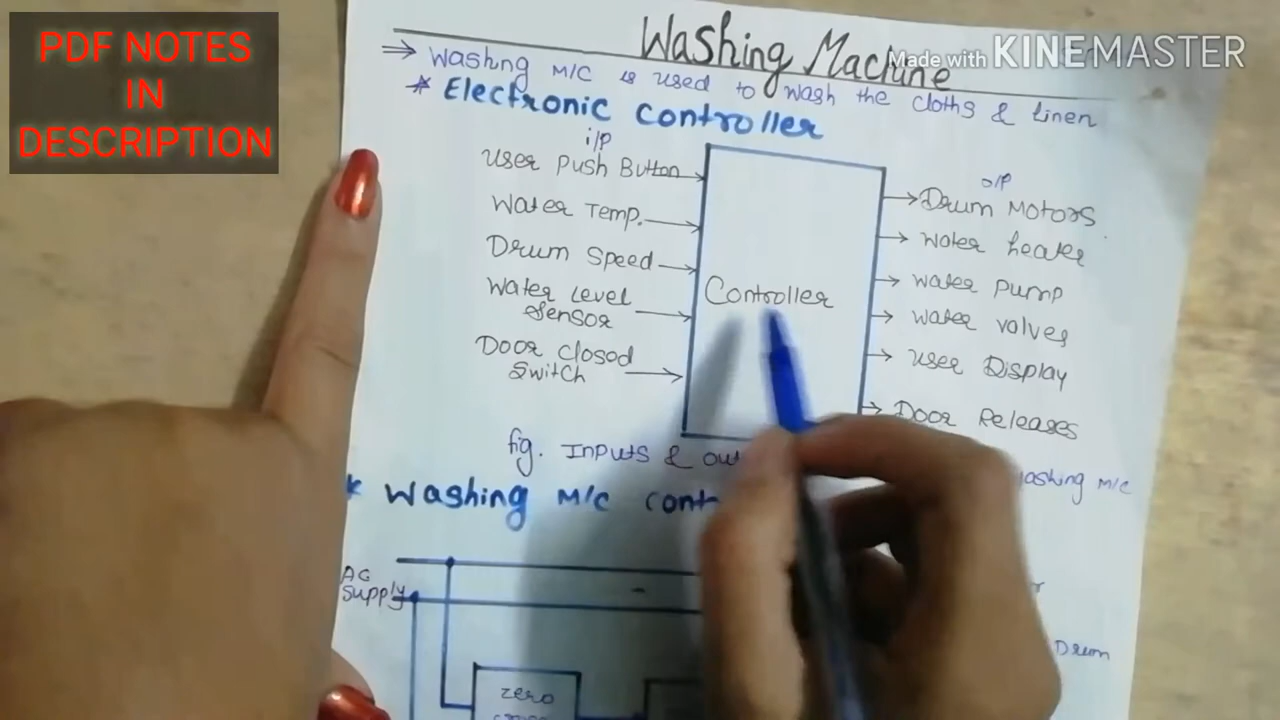 PDF NOTES
IN
DESCRIPTION
Made with KINEMASTER
Washing Machine
⇒ Washng M/C is used to wash the cloths & linen
* Electronic Controller
i/p
User Push Button
Water Temp.
Drum Speed
Water Level
Sensor
Door Closed
Switch
Controller
o/p
Drum Motors
Water heater
Water pump
Water valves
User Display
Door Releases
fig. Inputs & out
washing M/C
* Washing M/C cont
AC
Supply
Drum
zero